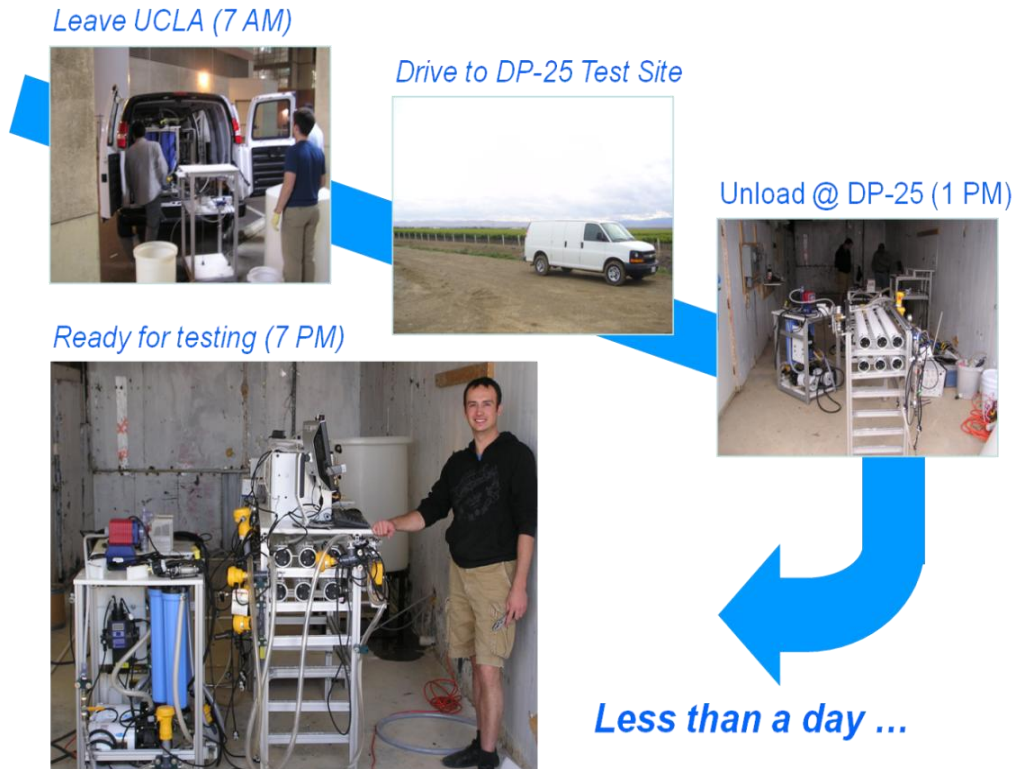 Leave UCLA (7 AM)
Drive to DP-25 Test Site
Unload @ DP-25 (1 PM)
Ready for testing (7 PM)
Less than a day ...